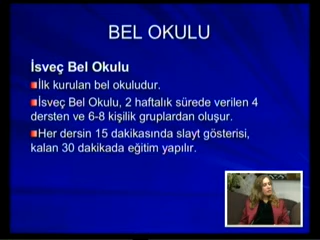 BEL OKULU
İsveç Bel Okulu
İlk kurulan bel okuludur.
İsveç Bel Okulu, 2 haftalık sürede verilen 4
dersten ve 6-8 kişilik gruplardan oluşur.
Her dersin 15 dakikasında slayt gösterisi,
kalan 30 dakikada eğitim yapılır.